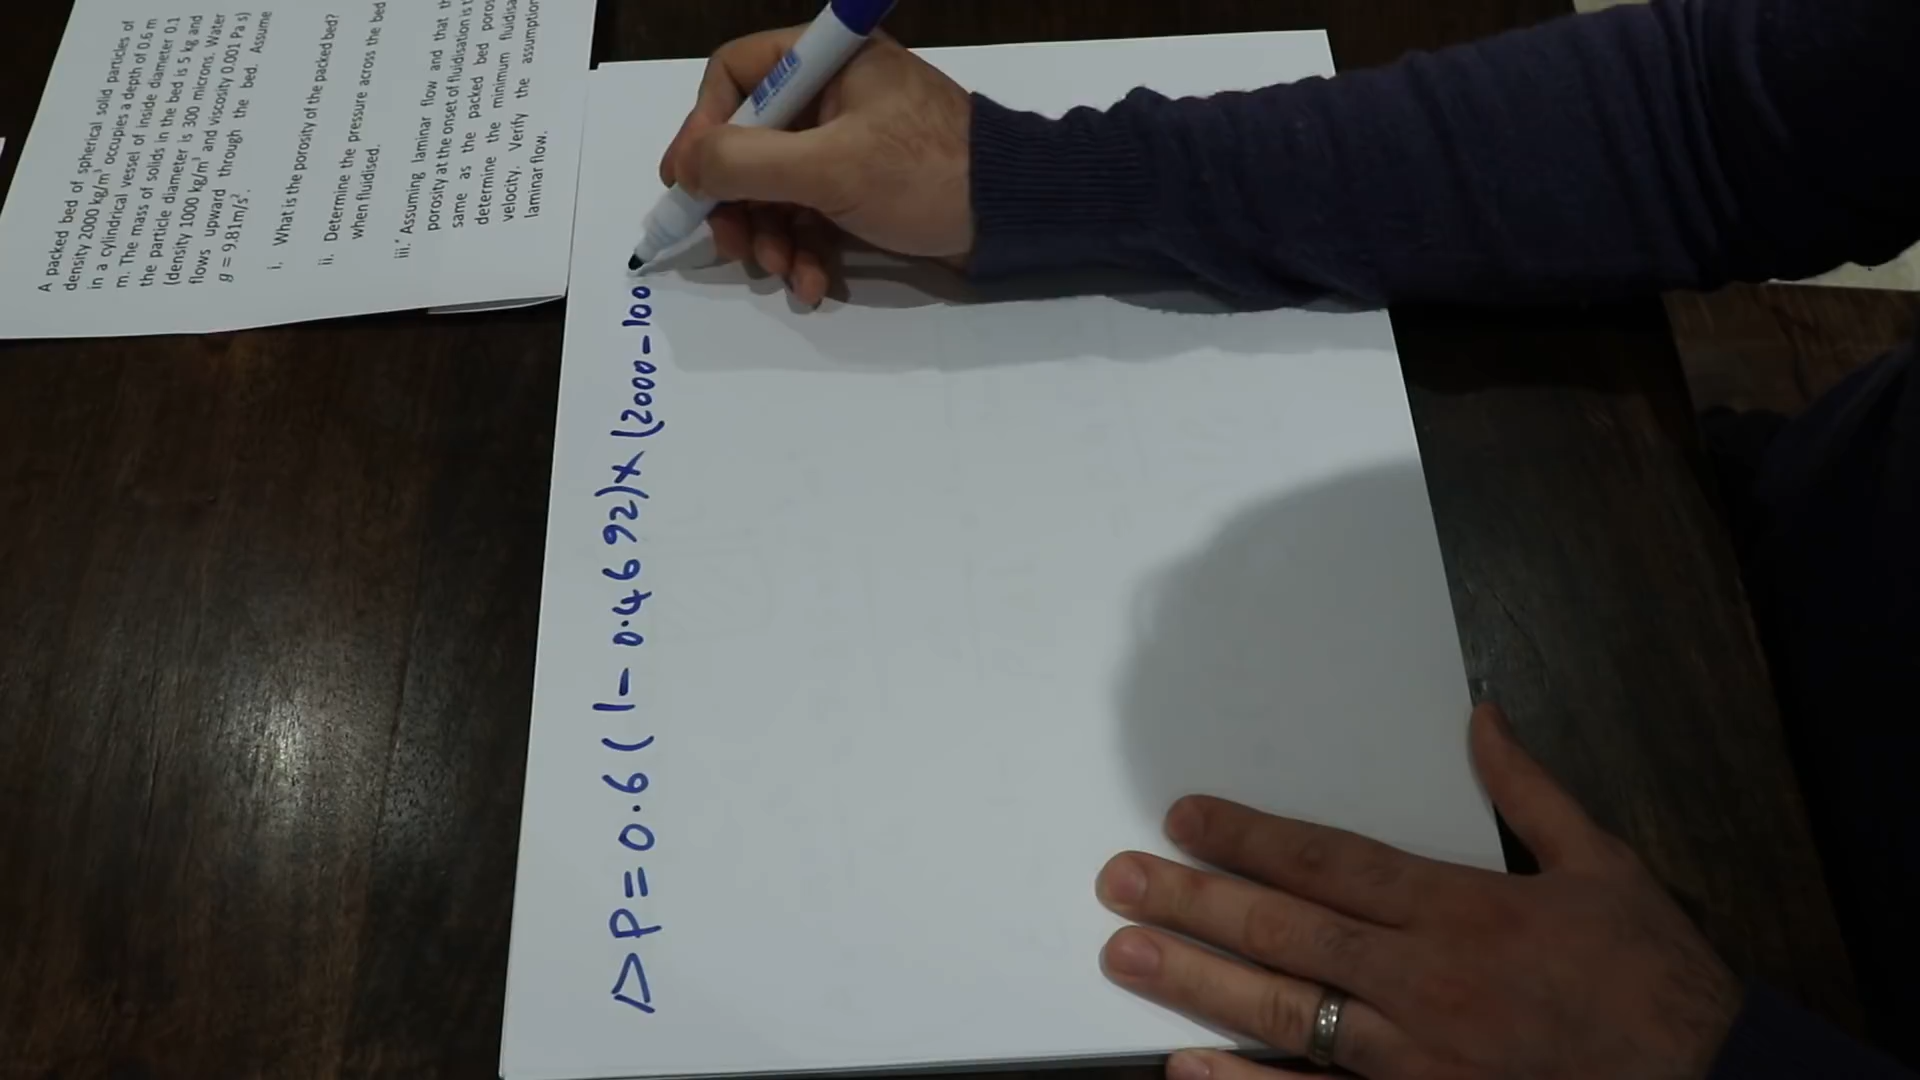 A packed bed of spherical solid particles of
density 2000 kg/m³ occupies a depth of 0.6 m
in a cylindrical vessel of inside diameter 0.1
m. The mass of solids in the bed is 5 kg and
the particle diameter is 300 microns. Water
(density 1000 kg/m³ and viscosity 0.001 Pa s)
flows upward through the bed. Assume
g = 9.81m/s².
i. What is the porosity of the packed bed?
ii. Determine the pressure across the bed
when fluidised.
iii. Assuming laminar flow and that
porosity at the onset of fluidisation is
same as the packed bed
determine the minimum
velocity. Verify the
laminar flow.
ΔP=0.6(1-0.4692)×(2000-100